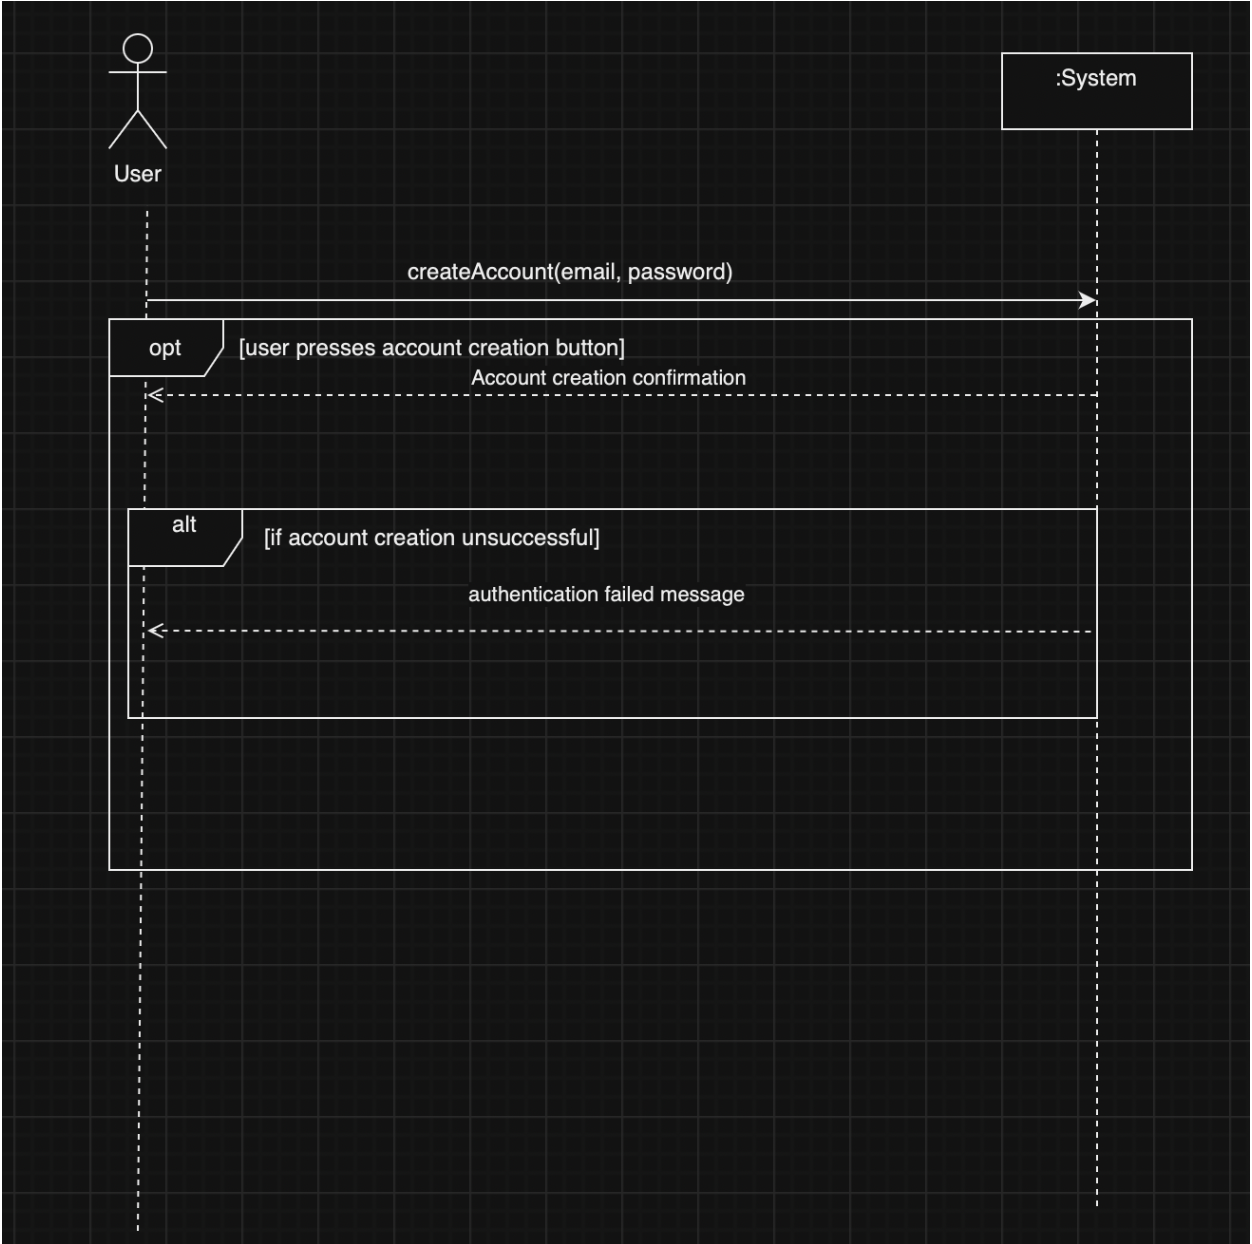 :System
User
createAccount(email, password)
opt
[user presses account creation button]
Account creation confirmation
alt
[if account creation unsuccessful]
authentication failed message